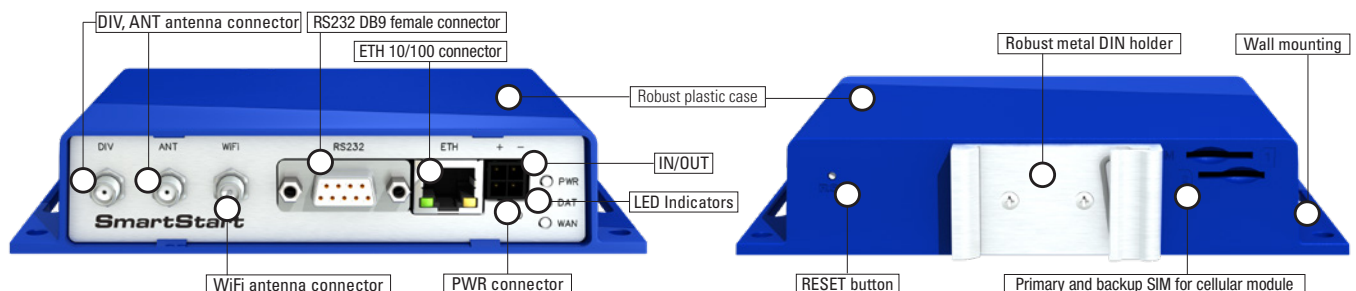 DIV, ANT antenna connector
RS232 DB9 female connector
ETH 10/100 connector
Robust metal DIN holder
Wall mounting
Robust plastic case
DIV ANT WiFi RS232 ETH + −
IN/OUT
PWR
LED Indicators
DAT
SmartStart
WAN
WiFi antenna connector
PWR connector
RESET button
Primary and backup SIM for cellular module